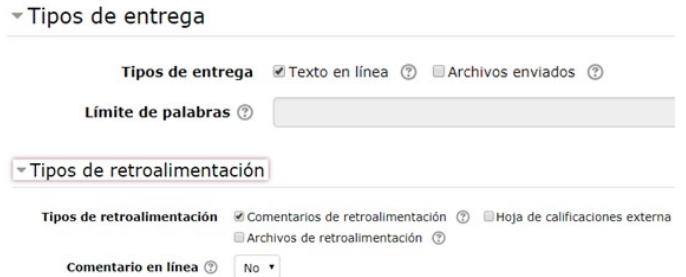 Tipos de entrega
Tipos de entrega Texto en línea Archivos enviados
Límite de palabras
Tipos de retroalimentación
Tipos de retroalimentación Comentarios de retroalimentación Hoja de calificaciones externa
Archivos de retroalimentación
Comentario en línea No